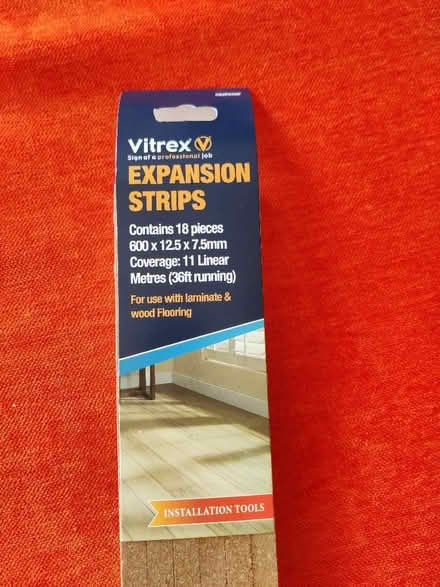 Vitrex
Sign of a professional job
EXPANSION
STRIPS
Contains 18 pieces
600 x 12.5 x 7.5mm
Coverage: 11 Linear
Metres (36ft running)
For use with laminate &
wood Flooring
INSTALLATION TOOLS